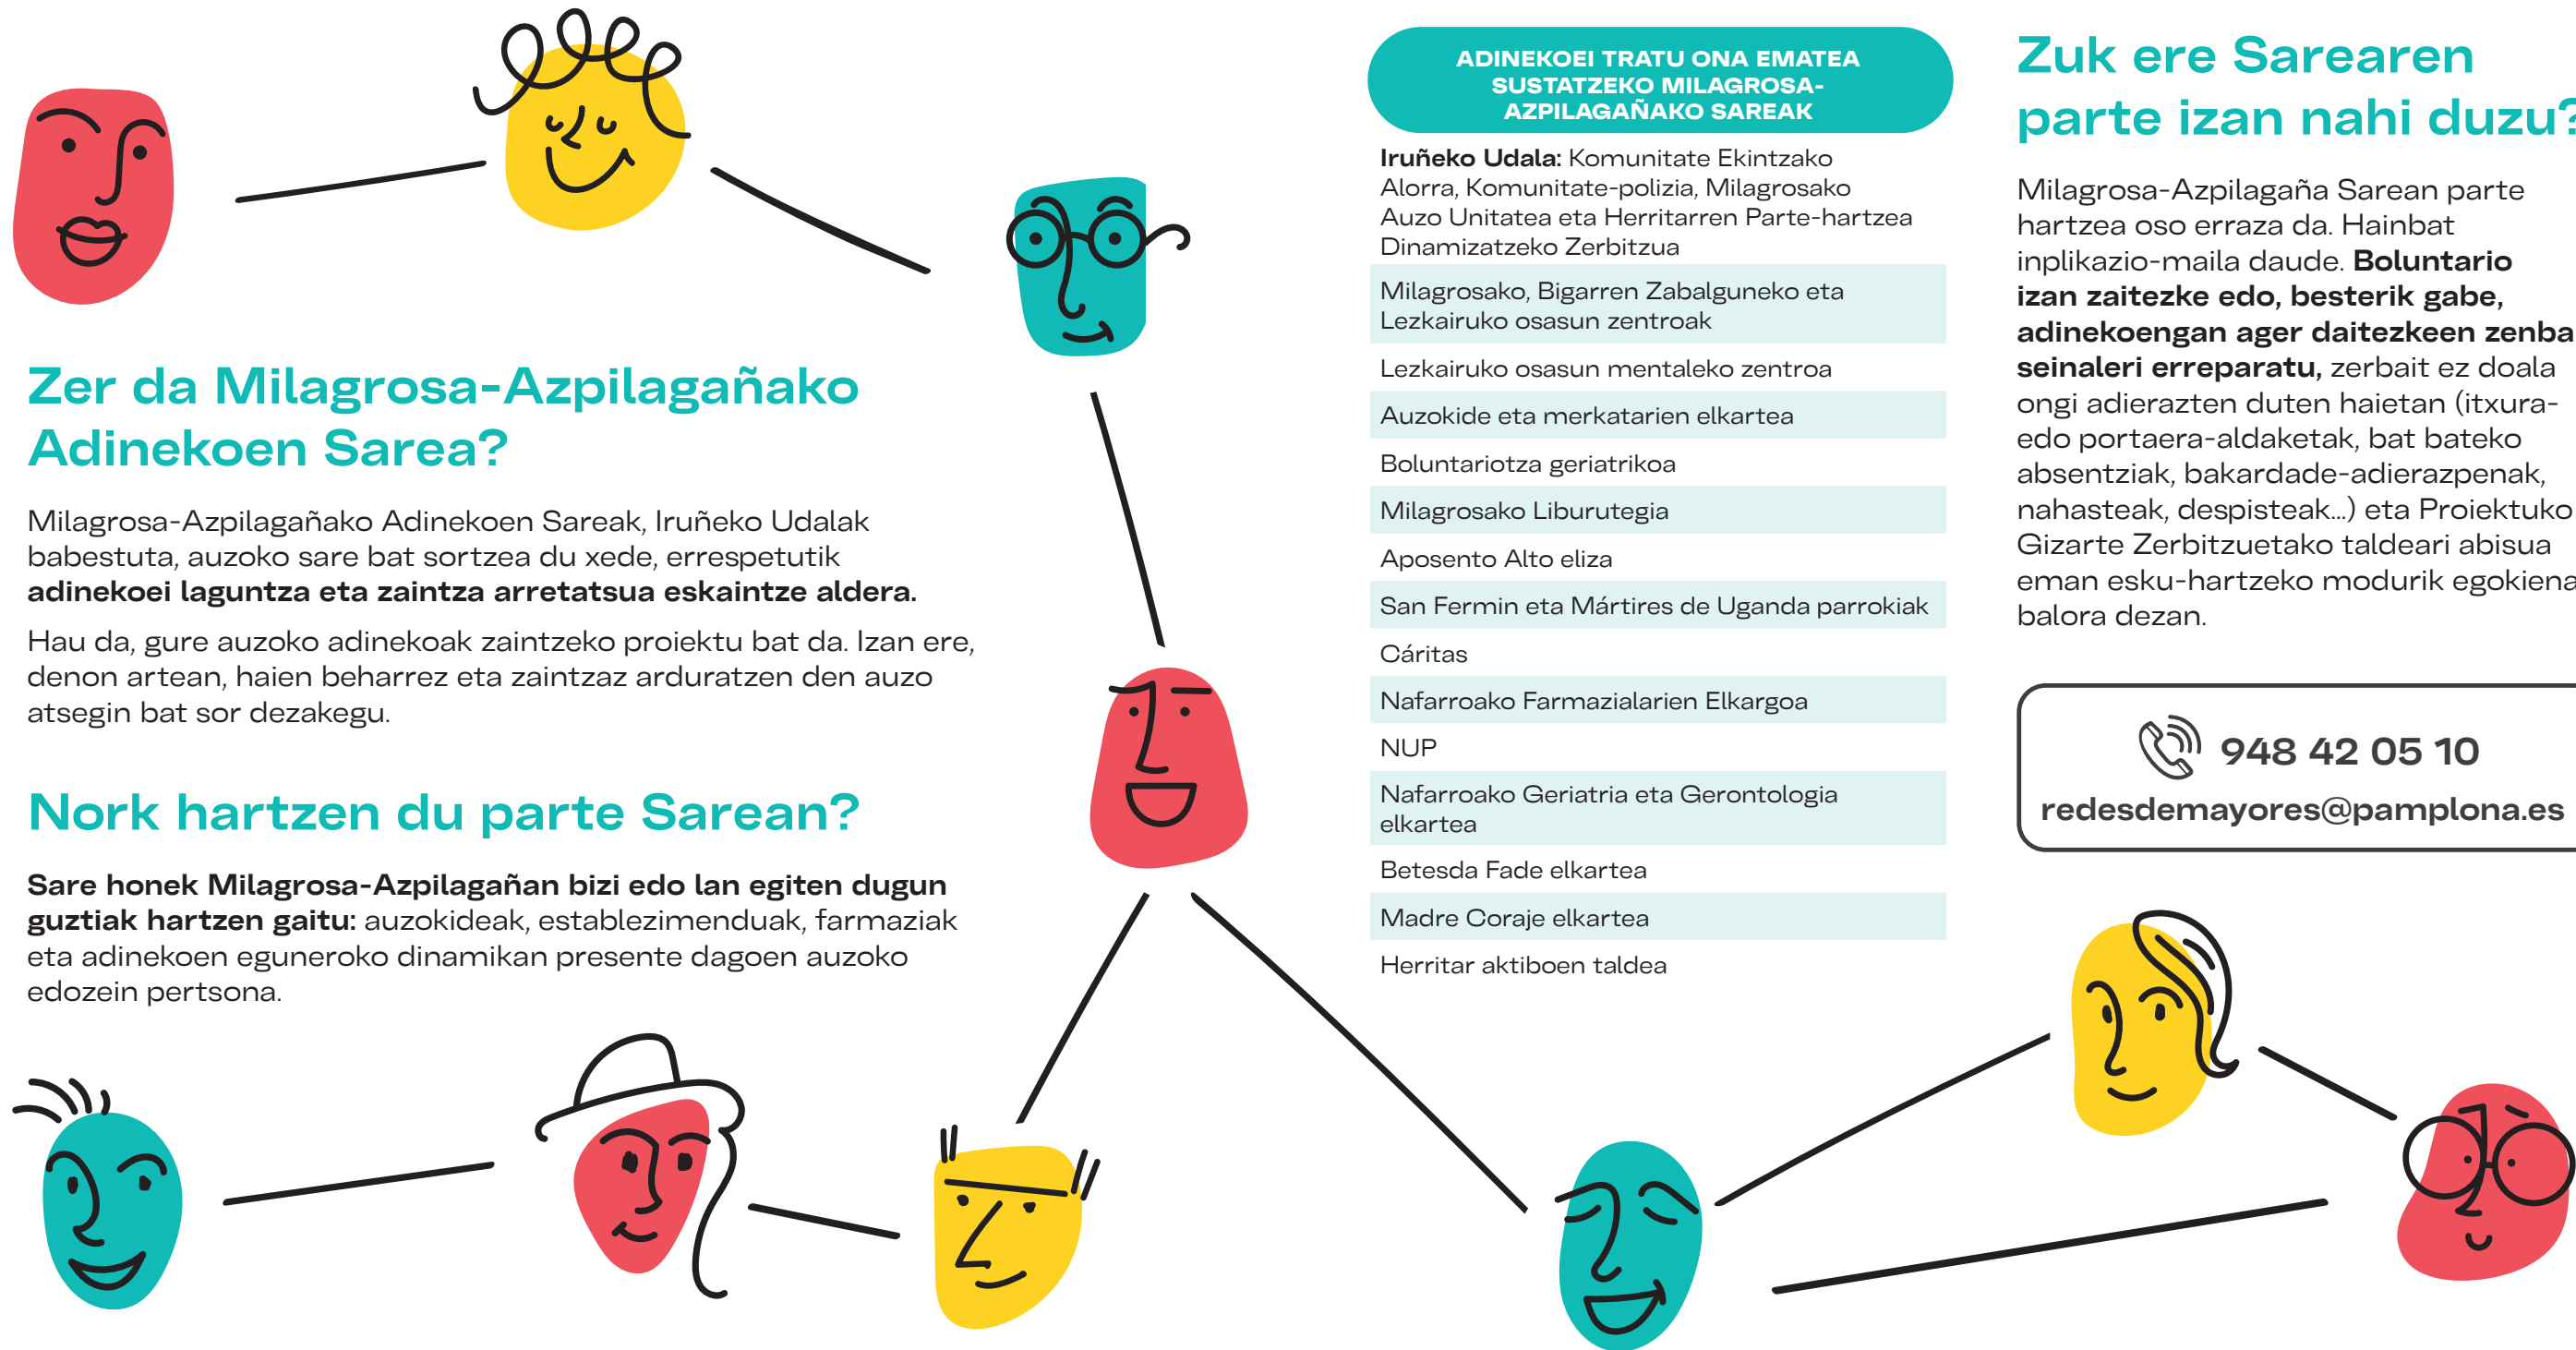 Zer da Milagrosa-Azpilagañako
Adinekoen Sarea?
Milagrosa-Azpilagañako Adinekoen Sareak, Iruñeko Udalak
babestuta, auzoko sare bat sortzea du xede, errespetutik
adinekoei laguntza eta zaintza arretatsua eskaintze aldera.
Hau da, gure auzoko adinekoak zaintzeko proiektu bat da. Izan ere,
denon artean, haien beharrez eta zaintzaz arduratzen den auzo
atsegin bat sor dezakegu.
Nork hartzen du parte Sarean?
Sare honek Milagrosa-Azpilagañan bizi edo lan egiten dugun
guztiak hartzen gaitu: auzokideak, establezimenduak, farmaziak
eta adinekoen eguneroko dinamikan presente dagoen auzoko
edozein pertsona.
ADINEKOEI TRATU ONA EMATEA
SUSTATZEKO MILAGROSA-
AZPILAGAÑAKO SAREAK
Iruñeko Udala: Komunitate Ekintzako
Alorra, Komunitate-polizia, Milagrosako
Auzo Unitatea eta Herritarren Parte-hartzea
Dinamizatzeko Zerbitzua
Milagrosako, Bigarren Zabalguneko eta
Lezkairuko osasun zentroak
Lezkairuko osasun mentaleko zentroa
Auzokide eta merkatarien elkartea
Boluntariotza geriatrikoa
Milagrosako Liburutegia
Aposento Alto eliza
San Fermin eta Mártires de Uganda parrokiak
Cáritas
Nafarroako Farmazialarien Elkargoa
NUP
Nafarroako Geriatria eta Gerontologia
elkartea
Betesda Fade elkartea
Madre Coraje elkartea
Herritar aktiboen taldea
Zuk ere Sarearen
parte izan nahi duzu?
Milagrosa-Azpilagaña Sarean parte
hartzea oso erraza da. Hainbat
inplikazio-maila daude. Boluntario
izan zaitezke edo, besterik gabe,
adinekoengan ager daitezkeen zenba
seinaleri erreparatu, zerbait ez doala
ongi adierazten duten haietan (itxura-
edo portaera-aldaketak, bat bateko
absentziak, bakardade-adierazpenak,
nahasteak, despisteak...) eta Proiektuko
Gizarte Zerbitzuetako taldeari abisua
eman esku-hartzeko modurik egokiena
balora dezan.
948 42 05 10
redesdemayores@pamplona.es